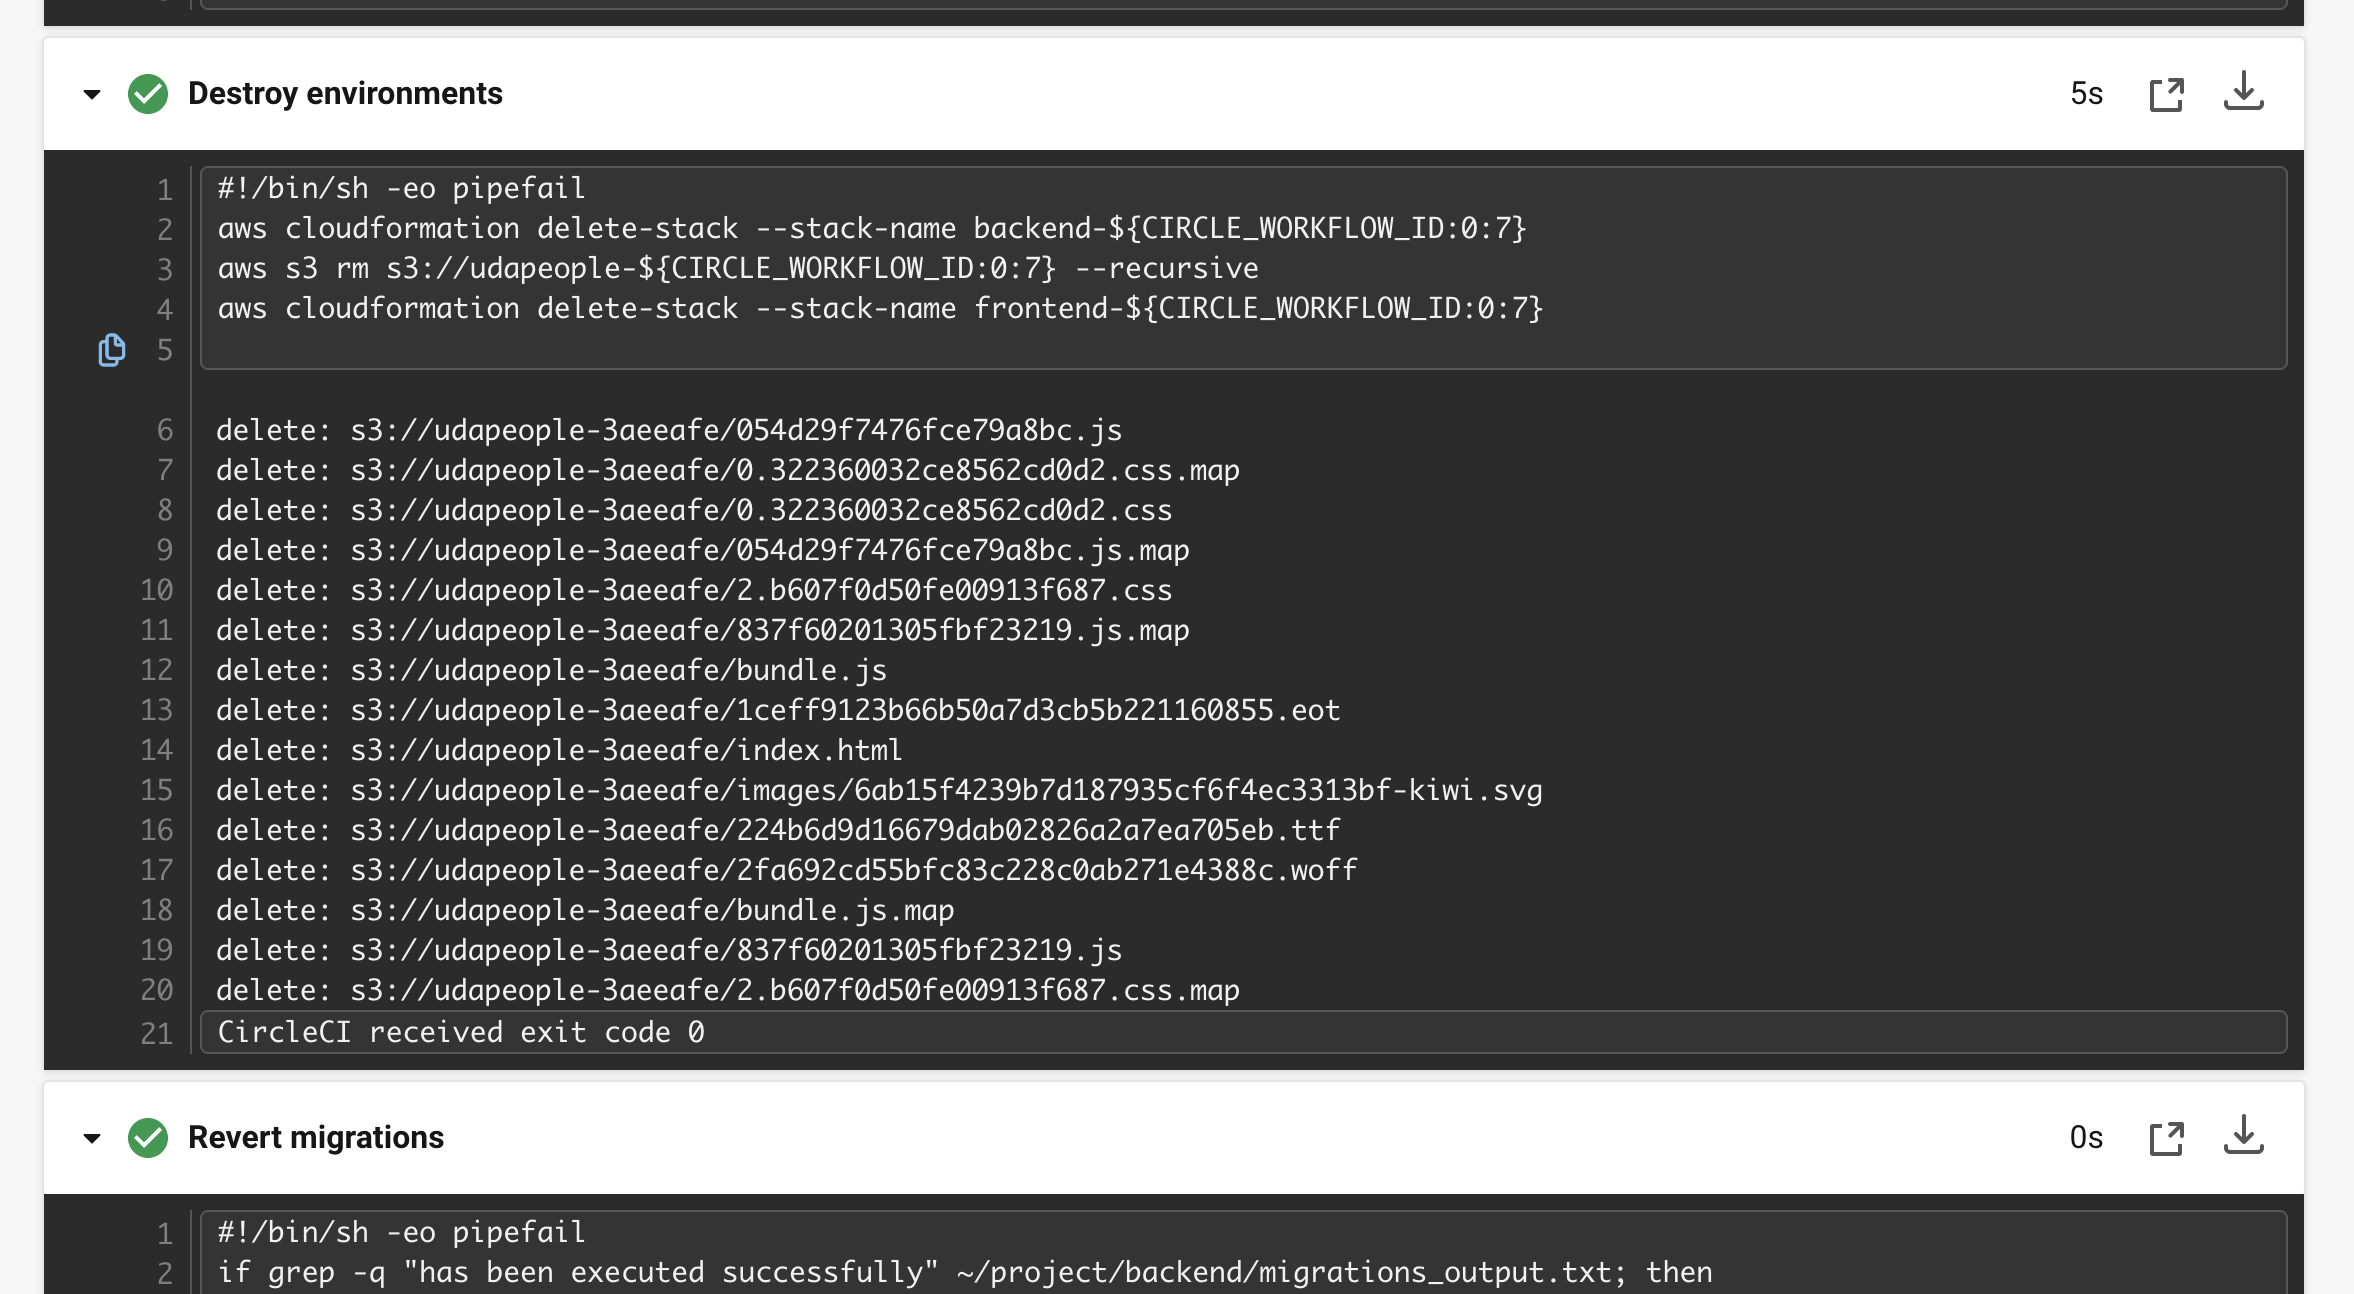 Destroy environments
5s
1 #!/bin/sh -eo pipefail
2 aws cloudformation delete-stack --stack-name backend-${CIRCLE_WORKFLOW_ID:0:7}
3 aws s3 rm s3://udapeople-${CIRCLE_WORKFLOW_ID:0:7} --recursive
4 aws cloudformation delete-stack --stack-name frontend-${CIRCLE_WORKFLOW_ID:0:7}
5
6 delete: s3://udapeople-3aeeafe/054d29f7476fce79a8bc.js
7 delete: s3://udapeople-3aeeafe/0.322360032ce8562cd0d2.css.map
8 delete: s3://udapeople-3aeeafe/0.322360032ce8562cd0d2.css
9 delete: s3://udapeople-3aeeafe/054d29f7476fce79a8bc.js.map
10 delete: s3://udapeople-3aeeafe/2.b607f0d50fe00913f687.css
11 delete: s3://udapeople-3aeeafe/837f60201305fbf23219.js.map
12 delete: s3://udapeople-3aeeafe/bundle.js
13 delete: s3://udapeople-3aeeafe/1ceff9123b66b50a7d3cb5b221160855.eot
14 delete: s3://udapeople-3aeeafe/index.html
15 delete: s3://udapeople-3aeeafe/images/6ab15f4239b7d187935cf6f4ec3313bf-kiwi.svg
16 delete: s3://udapeople-3aeeafe/224b6d9d16679dab02826a2a7ea705eb.ttf
17 delete: s3://udapeople-3aeeafe/2fa692cd55bfc83c228c0ab271e4388c.woff
18 delete: s3://udapeople-3aeeafe/bundle.js.map
19 delete: s3://udapeople-3aeeafe/837f60201305fbf23219.js
20 delete: s3://udapeople-3aeeafe/2.b607f0d50fe00913f687.css.map
21 CircleCI received exit code 0
Revert migrations
0s
1 #!/bin/sh -eo pipefail
2 if grep -q "has been executed successfully" ~/project/backend/migrations_output.txt; then